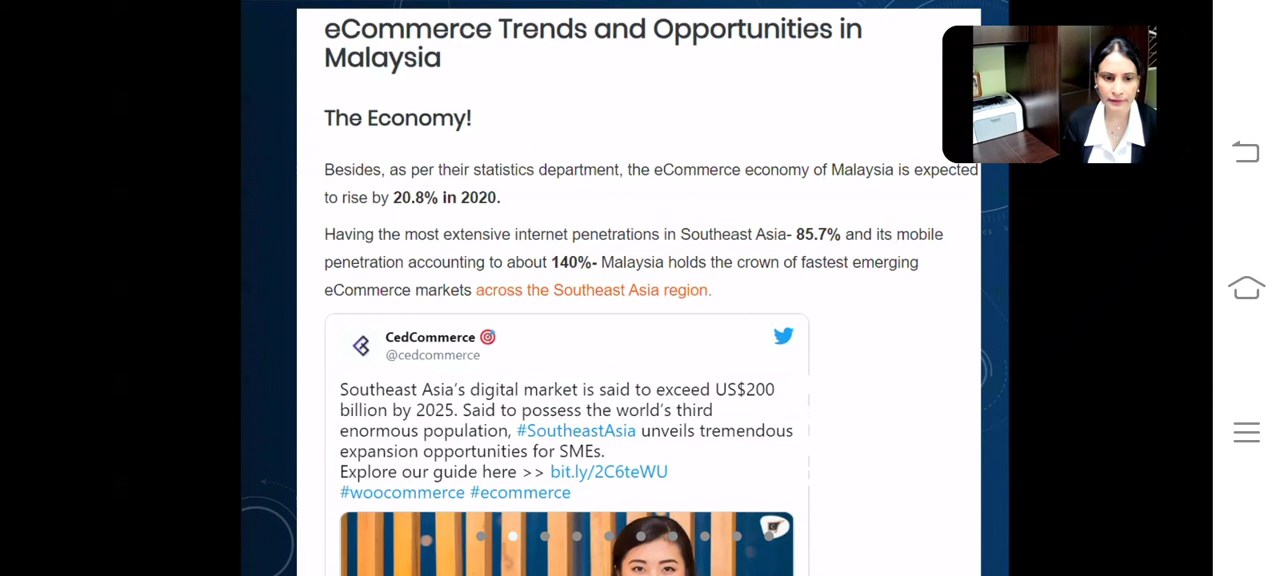 eCommerce Trends and Opportunities in
Malaysia
The Economy!
Besides, as per their statistics department, the eCommerce economy of Malaysia is expected
to rise by 20.8% in 2020.
Having the most extensive internet penetrations in Southeast Asia- 85.7% and its mobile
penetration accounting to about 140%- Malaysia holds the crown of fastest emerging
eCommerce markets across the Southeast Asia region.
CedCommerce
@cedcommerce
Southeast Asia's digital market is said to exceed US$200
billion by 2025. Said to possess the world's third
enormous population, #SoutheastAsia unveils tremendous
expansion opportunities for SMEs.
Explore our guide here >> bit.ly/2C6teWU
#woocommerce #ecommerce